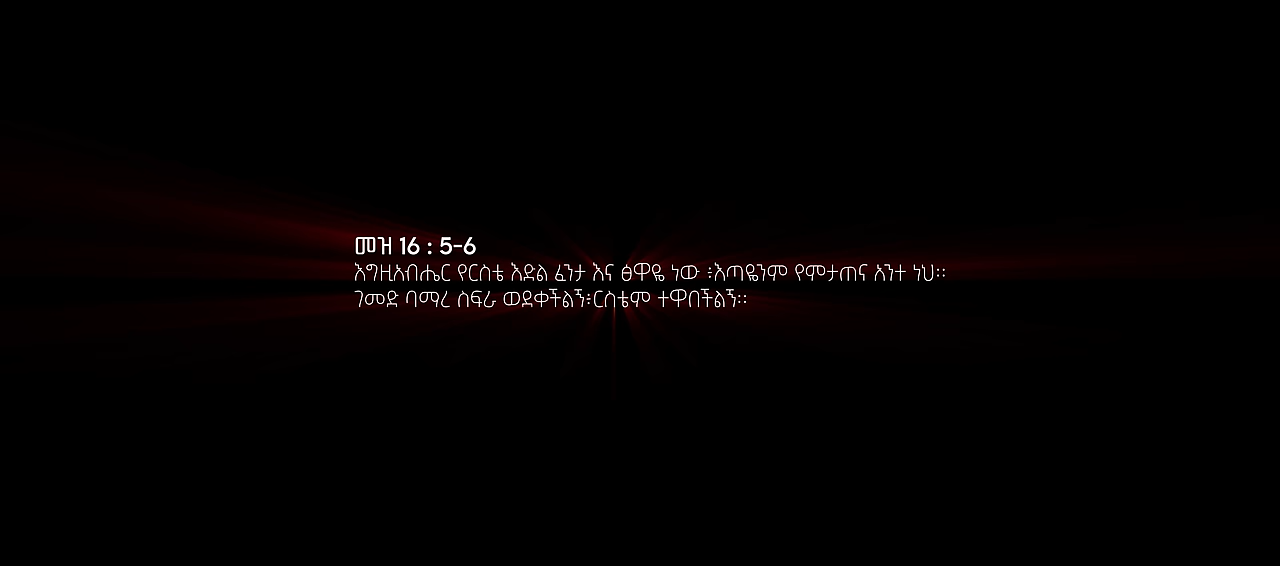 መዝ 16 : 5-6
እግዚአብሔር የርስቴ እድል ፈንታ እና ፅዋዬ ነው ፥እጣዬንም የምታጠና አንተ ነህ፡፡
ገመድ ባማረ ስፍራ ወደቀችልኝ፥ርስቴም ተዋበችልኝ፡፡